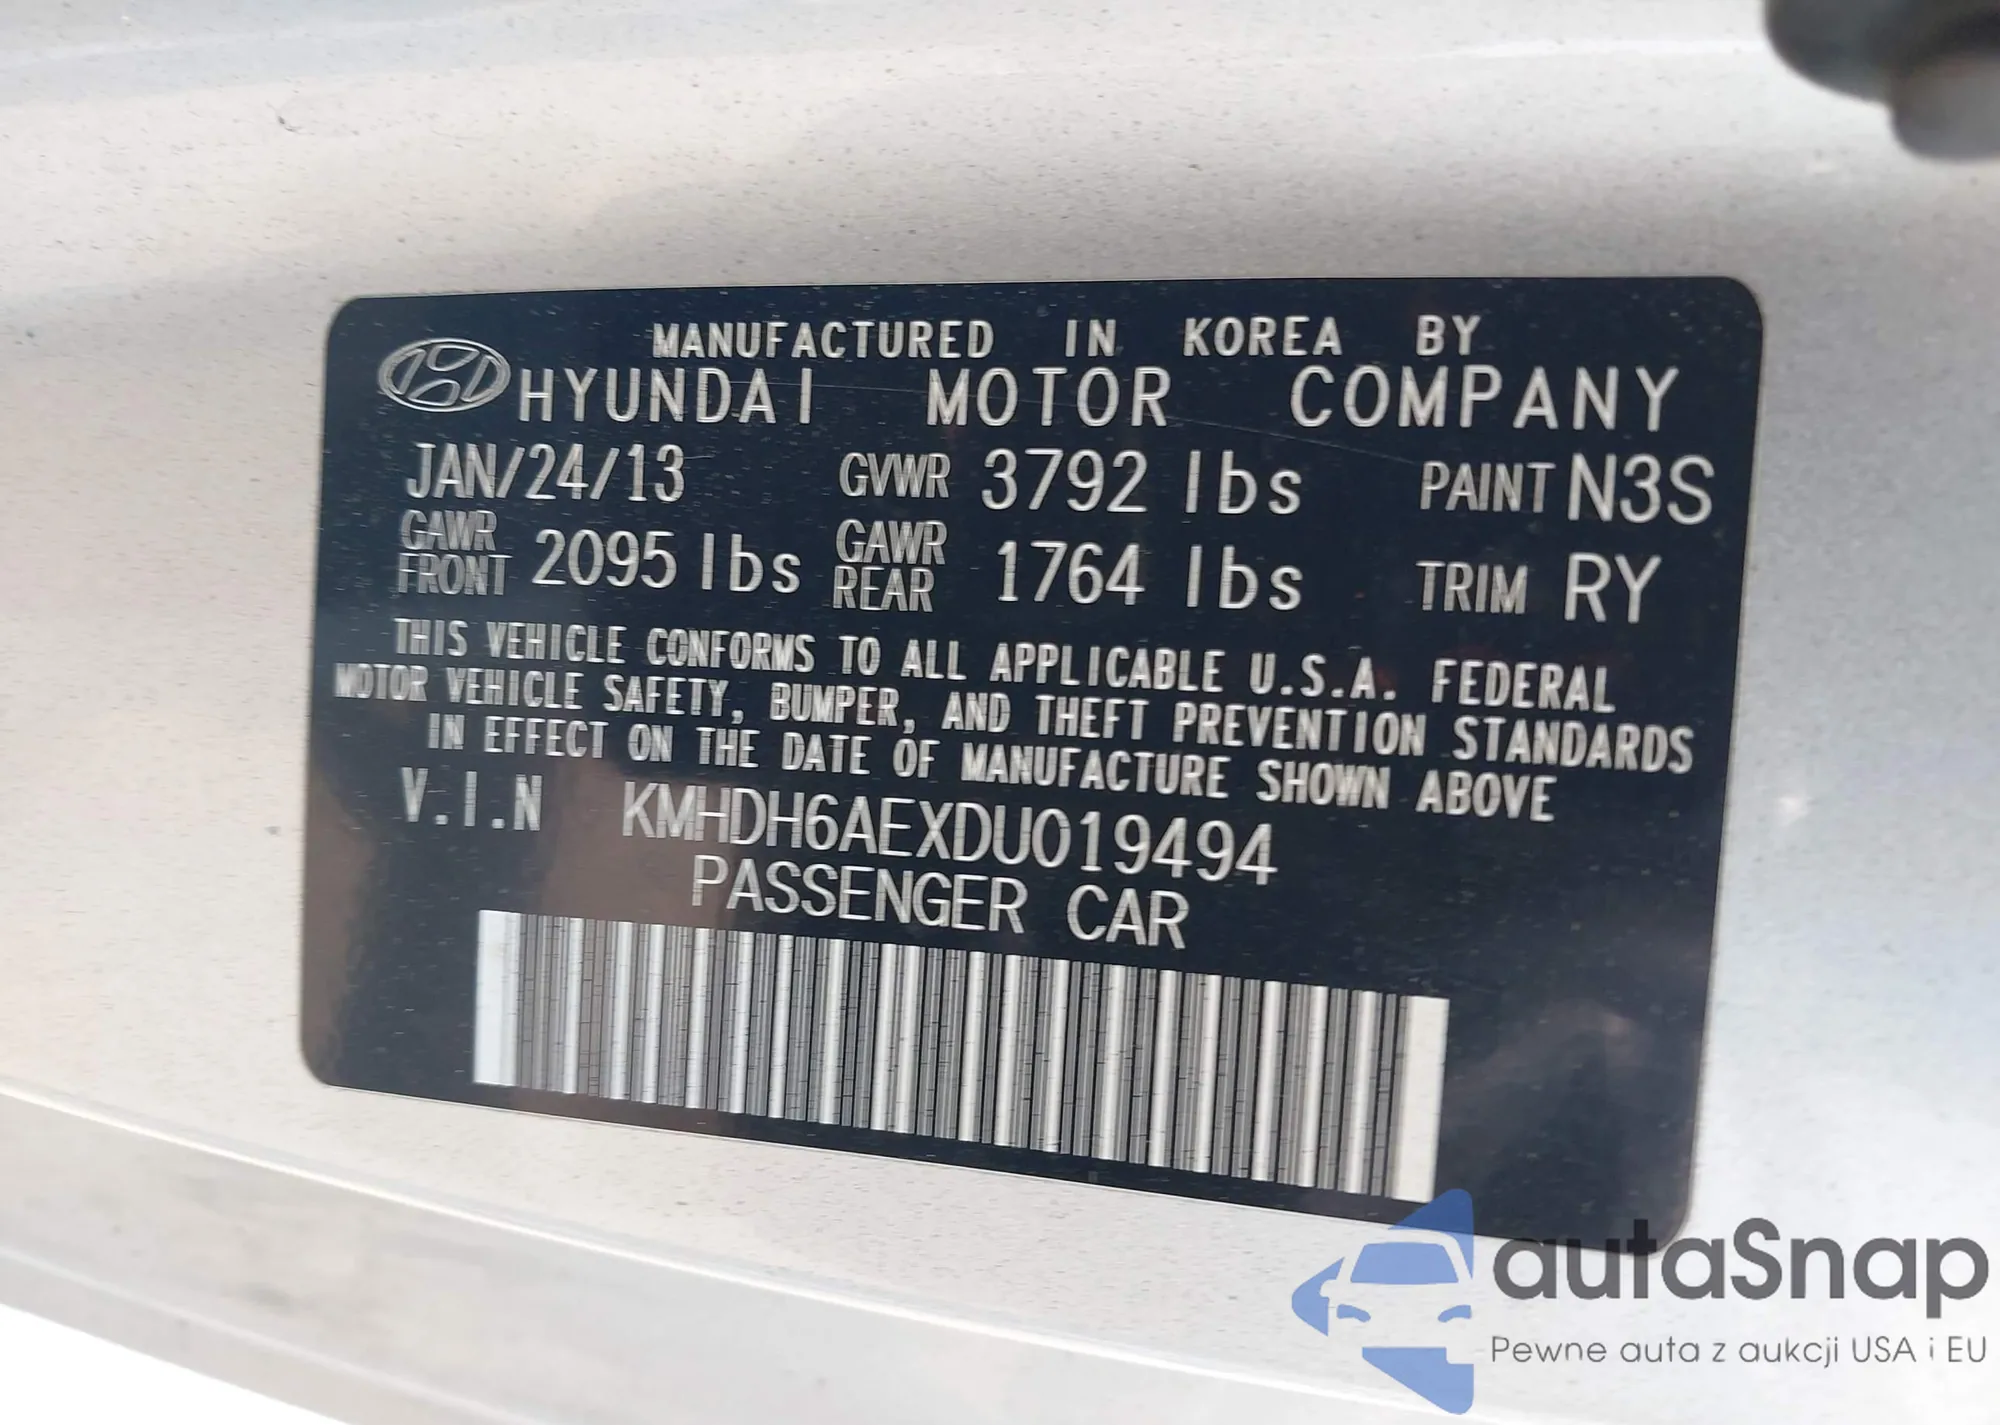 MANUFACTURED IN KOREA BY
HYUNDAI MOTOR COMPANY
JAN/24/13 GVWR 3792 lbs PAINT N3S
GAWR FRONT 2095 lbs GAWR REAR 1764 lbs TRIM RY
THIS VEHICLE CONFORMS TO ALL APPLICABLE U.S.A. FEDERAL
MOTOR VEHICLE SAFETY, BUMPER, AND THEFT PREVENTION STANDARDS
IN EFFECT ON THE DATE OF MANUFACTURE SHOWN ABOVE
V.I.N KMHDH6AEXDU019494
PASSENGER CAR
autaSnap
Pewne auta z aukcji USA i EU